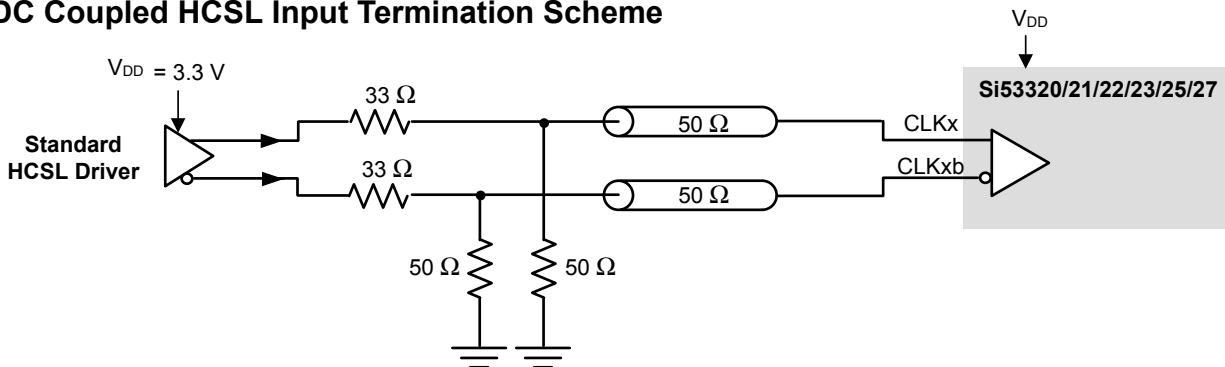 DC Coupled HCSL Input Termination Scheme
VDD
VDD = 3.3 V
Si53320/21/22/23/25/27
33 Ω
Standard
HCSL Driver
50 Ω
CLKx
33 Ω
CLKxb
50 Ω
50 Ω
50 Ω